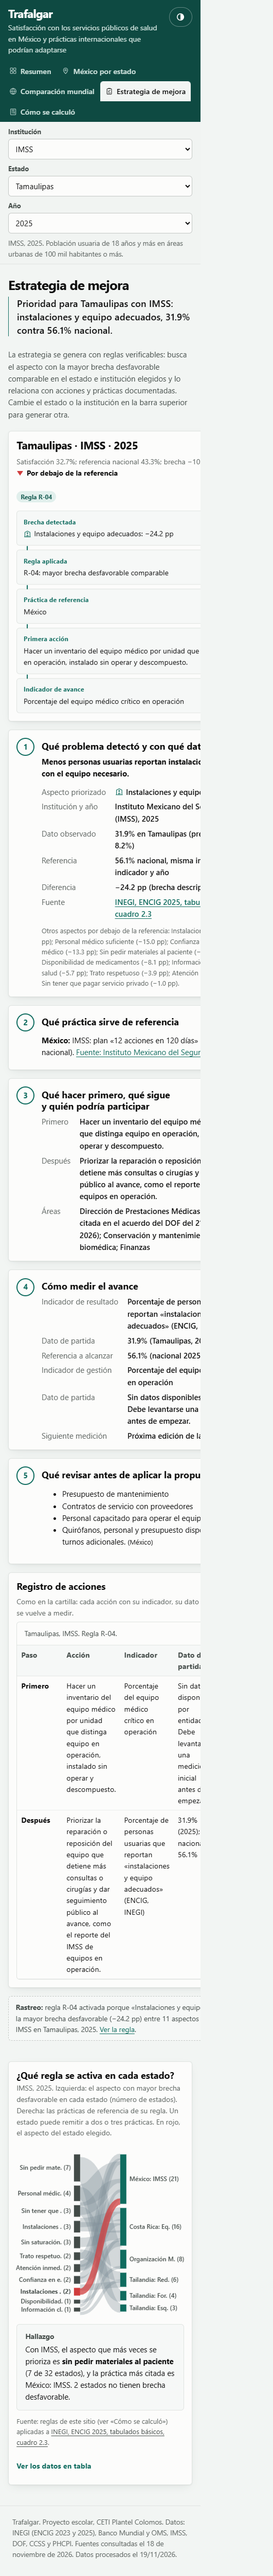 Trafalgar
Satisfacción con los servicios públicos de salud
en México y prácticas internacionales que
podrían adaptarse
Resumen
México por estado
Comparación mundial
Estrategia de mejora
Cómo se calculó
Institución
IMSS
Estado
Tamaulipas
Año
2025
IMSS, 2025. Población usuaria de 18 años y más en áreas
urbanas de 100 mil habitantes o más.
Estrategia de mejora
Prioridad para Tamaulipas con IMSS:
instalaciones y equipo adecuados, 31.9%
contra 56.1% nacional.
La estrategia se genera con reglas verificables: busca
el aspecto con la mayor brecha desfavorable
comparable en el estado e institución elegidos y lo
relaciona con acciones y prácticas documentadas.
Cambie el estado o la institución en la barra superior
para generar otra.
Tamaulipas · IMSS · 2025
Satisfacción 32.7%; referencia nacional 43.3%; brecha −10
▼ Por debajo de la referencia
Regla R-04
Brecha detectada
Instalaciones y equipo adecuados: −24.2 pp
Regla aplicada
R-04: mayor brecha desfavorable comparable
Práctica de referencia
México
Primera acción
Hacer un inventario del equipo médico por unidad que
en operación, instalado sin operar y descompuesto.
Indicador de avance
Porcentaje del equipo médico crítico en operación
1
Qué problema detectó y con qué dat
Menos personas usuarias reportan instalacio
con el equipo necesario.
Aspecto priorizado
Instalaciones y equipo
Institución y año
Instituto Mexicano del Se
(IMSS), 2025
Dato observado
31.9% en Tamaulipas (pre
8.2%)
Referencia
56.1% nacional, misma in
indicador y año
Diferencia
−24.2 pp (brecha descrip
Fuente
INEGI, ENCIG 2025, tabu
cuadro 2.3
Otros aspectos por debajo de la referencia: Instalacion
pp); Personal médico suficiente (−15.0 pp); Confianza
médico (−13.3 pp); Sin pedir materiales al paciente (−
Disponibilidad de medicamentos (−8.1 pp); Informac
salud (−5.7 pp); Trato respetuoso (−3.9 pp); Atención
Sin tener que pagar servicio privado (−1.0 pp).
2
Qué práctica sirve de referencia
México: IMSS: plan «12 acciones en 120 días»
nacional). Fuente: Instituto Mexicano del Segur
3
Qué hacer primero, qué sigue
y quién podría participar
Primero
Hacer un inventario del equipo mé
que distinga equipo en operación,
operar y descompuesto.
Después
Priorizar la reparación o reposición
detiene más consultas o cirugías y
público al avance, como el reporte
equipos en operación.
Áreas
Dirección de Prestaciones Médicas
citada en el acuerdo del DOF del 2
2026); Conservación y mantenimie
biomédica; Finanzas
4
Cómo medir el avance
Indicador de resultado
Porcentaje de person
reportan «instalacion
adecuados» (ENCIG,
Dato de partida
31.9% (Tamaulipas, 20
Referencia a alcanzar
56.1% (nacional 2025
Indicador de gestión
Porcentaje del equipo
en operación
Dato de partida
Sin datos disponibles
Debe levantarse una
antes de empezar.
Siguiente medición
Próxima edición de la
5
Qué revisar antes de aplicar la propu
• Presupuesto de mantenimiento
• Contratos de servicio con proveedores
• Personal capacitado para operar el equip
• Quirófanos, personal y presupuesto dispo
turnos adicionales. (México)
Registro de acciones
Como en la cartilla: cada acción con su indicador, su dato
se vuelve a medir.
Tamaulipas, IMSS. Regla R-04.
Paso
Acción
Indicador
Dato d
partida
Primero
Hacer un
inventario del
equipo médico
por unidad
que distinga
equipo en
operación,
instalado sin
operar y
descompuesto.
Porcentaje
del equipo
médico
crítico en
operación
Sin dat
disponi
por
entidad
Debe
levanta
una
medici
inicial
antes d
empeza
Después
Priorizar la
reparación o
reposición del
equipo que
detiene más
consultas o
cirugías y dar
seguimiento
público al
avance, como
el reporte del
IMSS de
equipos en
operación.
Porcentaje de
personas
usuarias que
reportan
«instalaciones
y equipo
adecuados»
(ENCIG,
INEGI)
31.9%
(2025);
naciona
56.1%
Rastreo: regla R-04 activada porque «Instalaciones y equip
la mayor brecha desfavorable (−24.2 pp) entre 11 aspectos
IMSS en Tamaulipas, 2025. Ver la regla.
¿Qué regla se activa en cada estado?
IMSS, 2025. Izquierda: el aspecto con mayor brecha
desfavorable en cada estado (número de estados).
Derecha: las prácticas de referencia de su regla. Un
estado puede remitir a dos o tres prácticas. En rojo,
el aspecto del estado elegido.
Sin pedir mate. (7)
Personal médic. (4)
Sin tener que . (3)
Instalaciones . (3)
Sin saturación. (3)
Trato respetuo. (2)
Atención inmed. (2)
Confianza en e. (2)
Instalaciones . (2)
Disponibilidad. (1)
Información cl. (1)
México: IMSS (21)
Costa Rica: Eq. (16)
Organización M. (8)
Tailandia: Red. (6)
Tailandia: For. (4)
Tailandia: Esq. (3)
Hallazgo
Con IMSS, el aspecto que más veces se
prioriza es sin pedir materiales al paciente
(7 de 32 estados), y la práctica más citada es
México: IMSS. 2 estados no tienen brecha
desfavorable.
Fuente: reglas de este sitio (ver «Cómo se calculó»)
aplicadas a INEGI, ENCIG 2025, tabulados básicos,
cuadro 2.3.
Ver los datos en tabla
Trafalgar. Proyecto escolar, CETI Plantel Colomos. Datos:
INEGI (ENCIG 2023 y 2025), Banco Mundial y OMS, IMSS,
DOF, CCSS y PHCPI. Fuentes consultadas el 18 de
noviembre de 2026. Datos procesados el 19/11/2026.